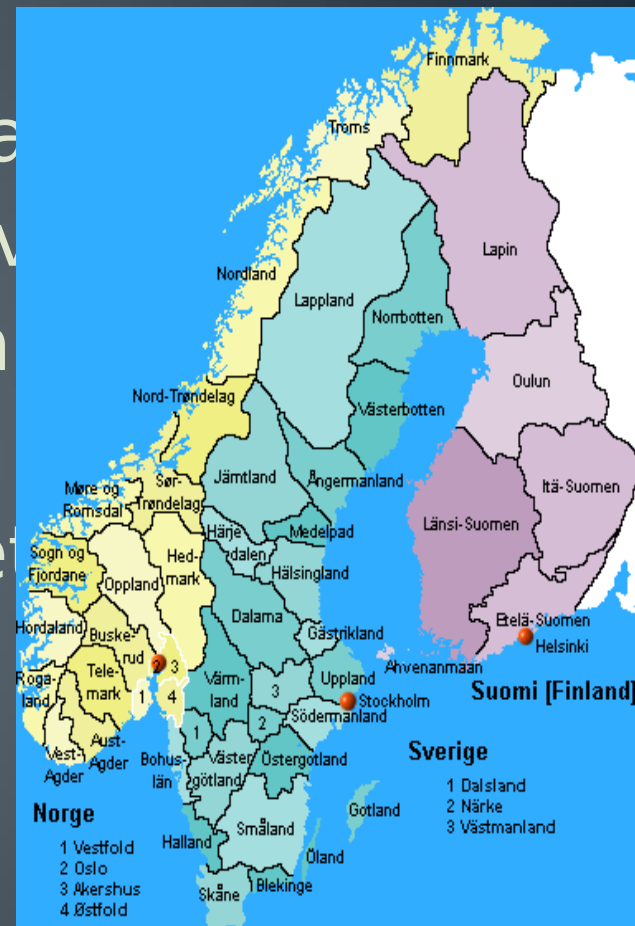 Finnmark
Troms
Lapin
Nordland
Lappland
Norrbotten
Oulun
Nord-Trøndelag
Västerbotten
Jämtland
Ångermanland
Sør-
Trøndelag
Møre og
Romsdal
Itä-Suomen
Länsi-Suomen
Härje
dalen
Medelpad
Sogn og
Fjordane
Oppland
Hed-
mark
Hälsingland
Dalarna
Hordaland
Buske-
rud
Gästrikland
Etelä-Suomen
Helsinki
Ahvenanmaan
Roga-
land
Tele-
mark
2
3
1
4
Värm-
land
3
Uppland
Stockholm
Suomi [Finland]
Södermanland
1
2
Vest-
Agder
Aust-
Agder
Bohus-
län
Väster
götland
Östergötland
Sverige
1 Dalsland
2 Närke
3 Västmanland
Gotland
Norge
1 Vestfold
2 Oslo
3 Akershus
4 Østfold
Halland
Småland
Öland
Skåne
Blekinge